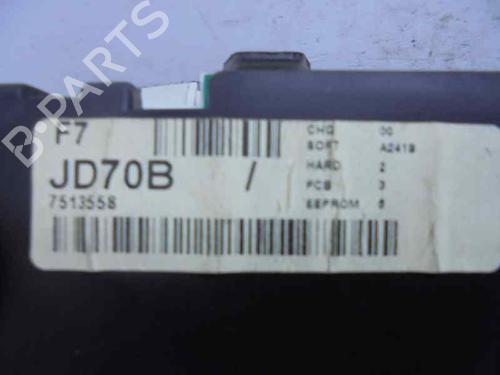 F7
JD70B /
7513558
CHG 00
SOFT A2419
HARD 2
PCB 3
EEPROM 6
B-PARTS